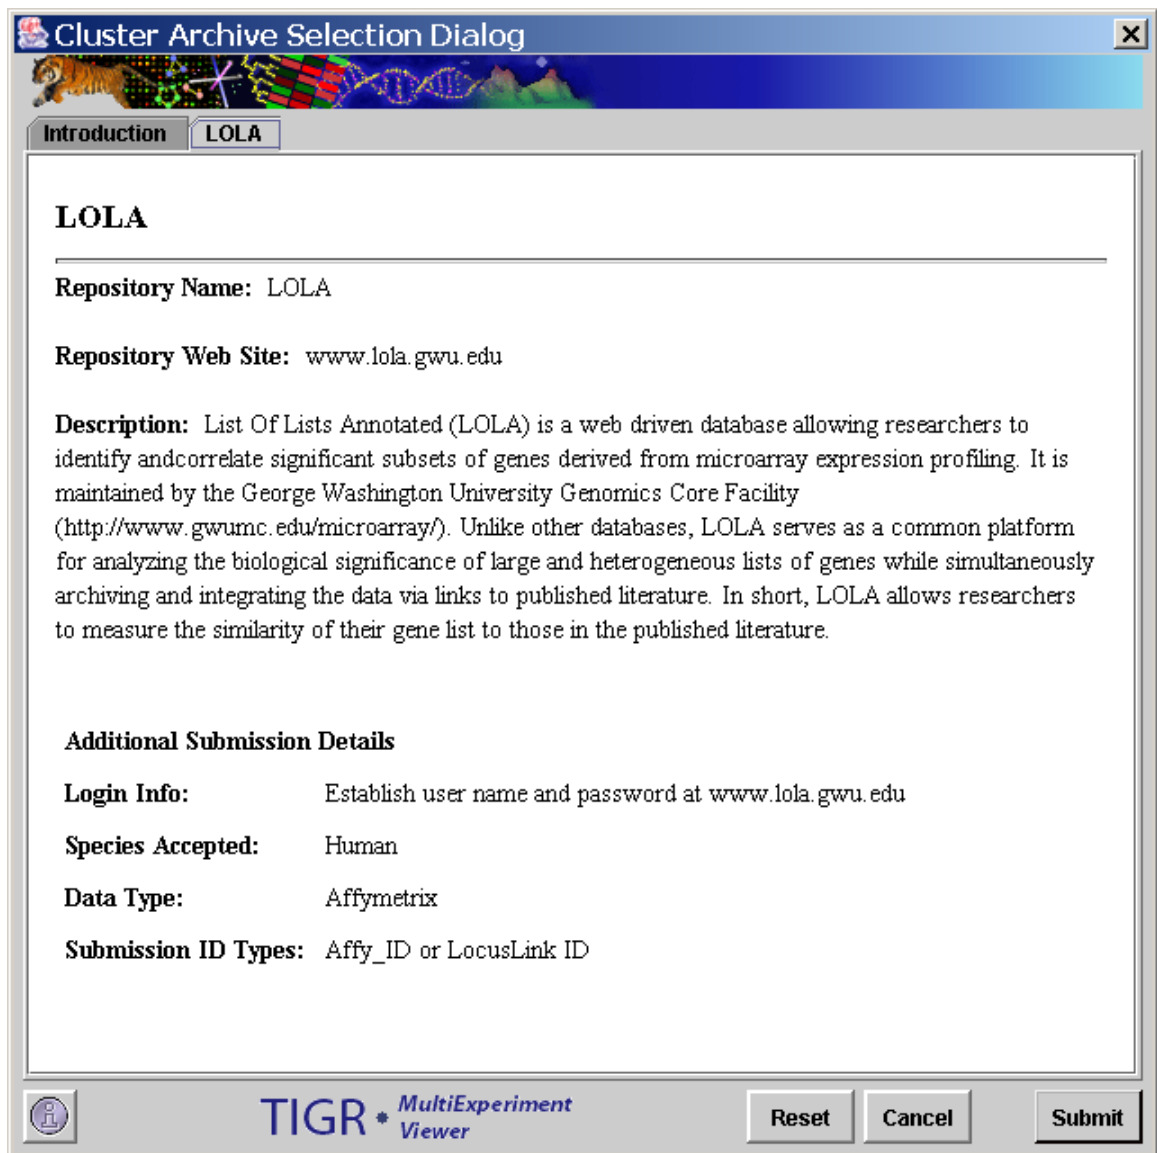 Cluster Archive Selection Dialog
Introduction
LOLA
LOLA
Repository Name: LOLA
Repository Web Site: www.lola.gwu.edu
Description: List Of Lists Annotated (LOLA) is a web driven database allowing researchers to
identify andcorrelate significant subsets of genes derived from microarray expression profiling. It is
maintained by the George Washington University Genomics Core Facility
(http://www.gwumc.edu/microarray/). Unlike other databases, LOLA serves as a common platform
for analyzing the biological significance of large and heterogeneous lists of genes while simultaneously
archiving and integrating the data via links to published literature. In short, LOLA allows researchers
to measure the similarity of their gene list to those in the published literature.
Additional Submission Details
Login Info: Establish user name and password at www.lola.gwu.edu
Species Accepted: Human
Data Type: Affymetrix
Submission ID Types: Affy_ID or LocusLink ID
TIGR * MultiExperiment
Viewer
Reset
Cancel
Submit